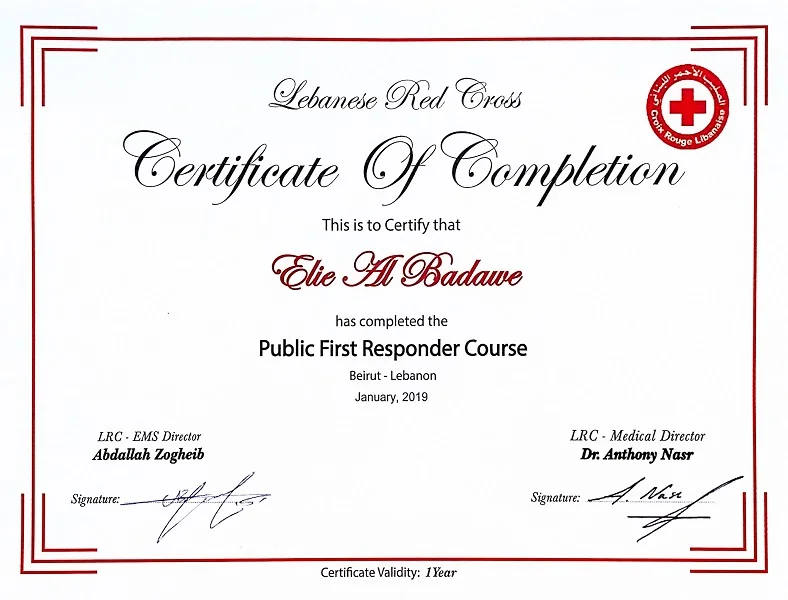 Lebanese Red Cross
الصليب الأحمر اللبناني
Croix Rouge Libanaise
Certificate Of Completion
This is to Certify that
Elie Al Badawe
has completed the
Public First Responder Course
Beirut - Lebanon
January, 2019
LRC - EMS Director
Abdallah Zogheib
Signature:
LRC - Medical Director
Dr. Anthony Nasr
Signature: A. Nasr
Certificate Validity: 1Year